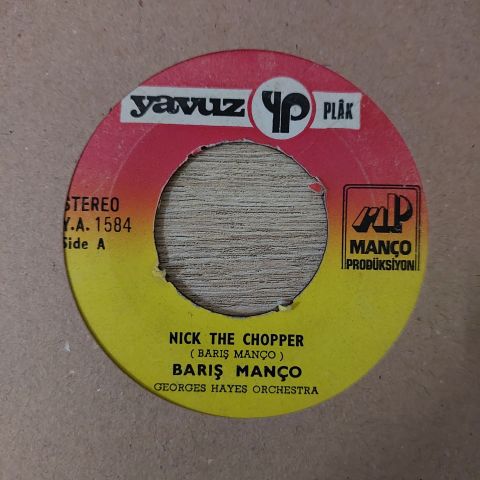 yavuz yp PLÂK
STEREO
Y.A. 1584
Side A
MANÇO
PRODÜKSİYON
NICK THE CHOPPER
( BARIŞ MANÇO )
BARIŞ MANÇO
GEORGES HAYES ORCHESTRA